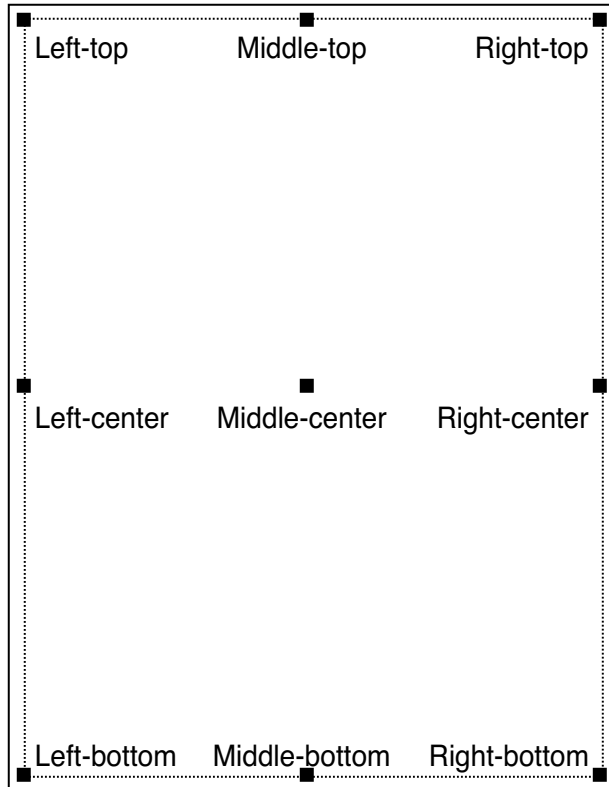 Left-top Middle-top Right-top
Left-center Middle-center Right-center
Left-bottom Middle-bottom Right-bottom